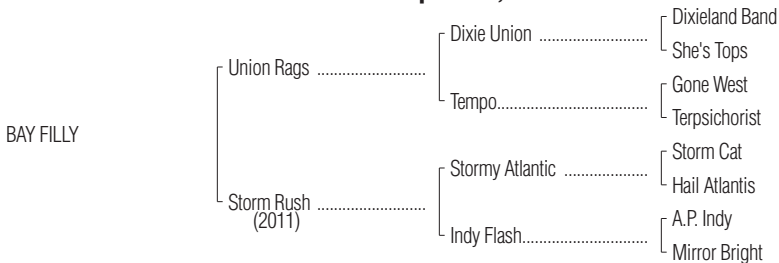 Dixieland Band
Dixie Union ..........................
She's Tops
Union Rags ..........................
Gone West
Tempo....................................
Terpsichorist
BAY FILLY
Storm Cat
Stormy Atlantic ....................
Hail Atlantis
Storm Rush ..........................
(2011)
A.P. Indy
Indy Flash..............................
Mirror Bright